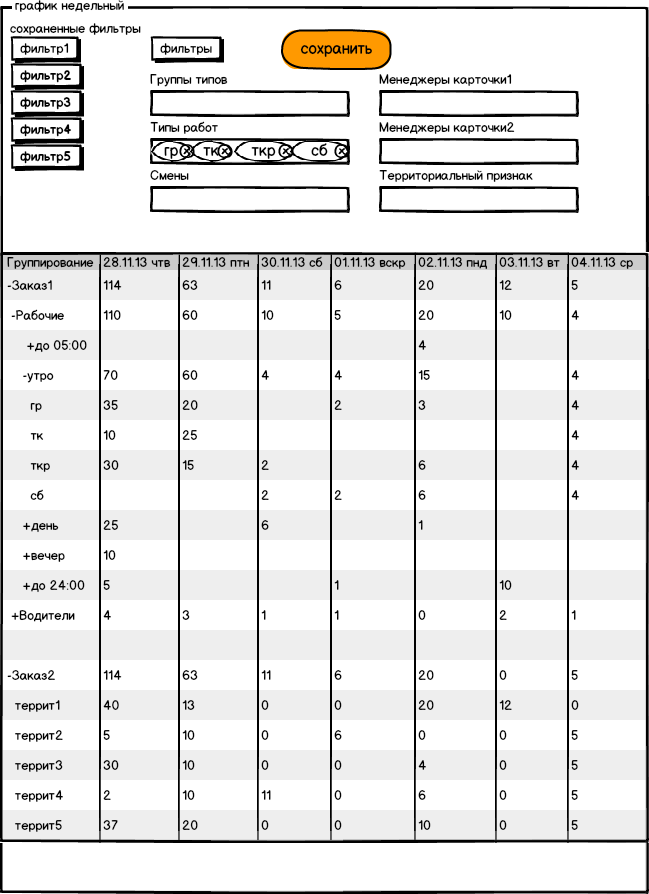 график недельный
сохраненные фильтры
фильтр1 фильтры сохранить
фильтр2 Группы типов Менеджеры карточки1
фильтр3
фильтр4 Типы работ Менеджеры карточки2
фильтр5 гр тк ткр сб
Смены Территориальный признак
Группирование 28.11.13 чтв 29.11.13 птн 30.11.13 сб 01.11.13 вскр 02.11.13 пнд 03.11.13 вт 04.11.13 ср
-Заказ1 114 63 11 6 20 12 5
-Рабочие 110 60 10 5 20 10 4
+до 05:00 4
-утро 70 60 4 4 15 4
гр 35 20 2 3 4
тк 10 25 4
ткр 30 15 2 6 4
сб 2 2 6 4
+день 25 6 1
+вечер 10
+до 24:00 5 1 10
+Водители 4 3 1 1 0 2 1
-Заказ2 114 63 11 6 20 0 5
террит1 40 13 0 0 20 12 0
террит2 5 10 0 6 0 0 5
террит3 30 10 0 0 4 0 5
террит4 2 10 11 0 6 0 5
террит5 37 20 0 0 10 0 5